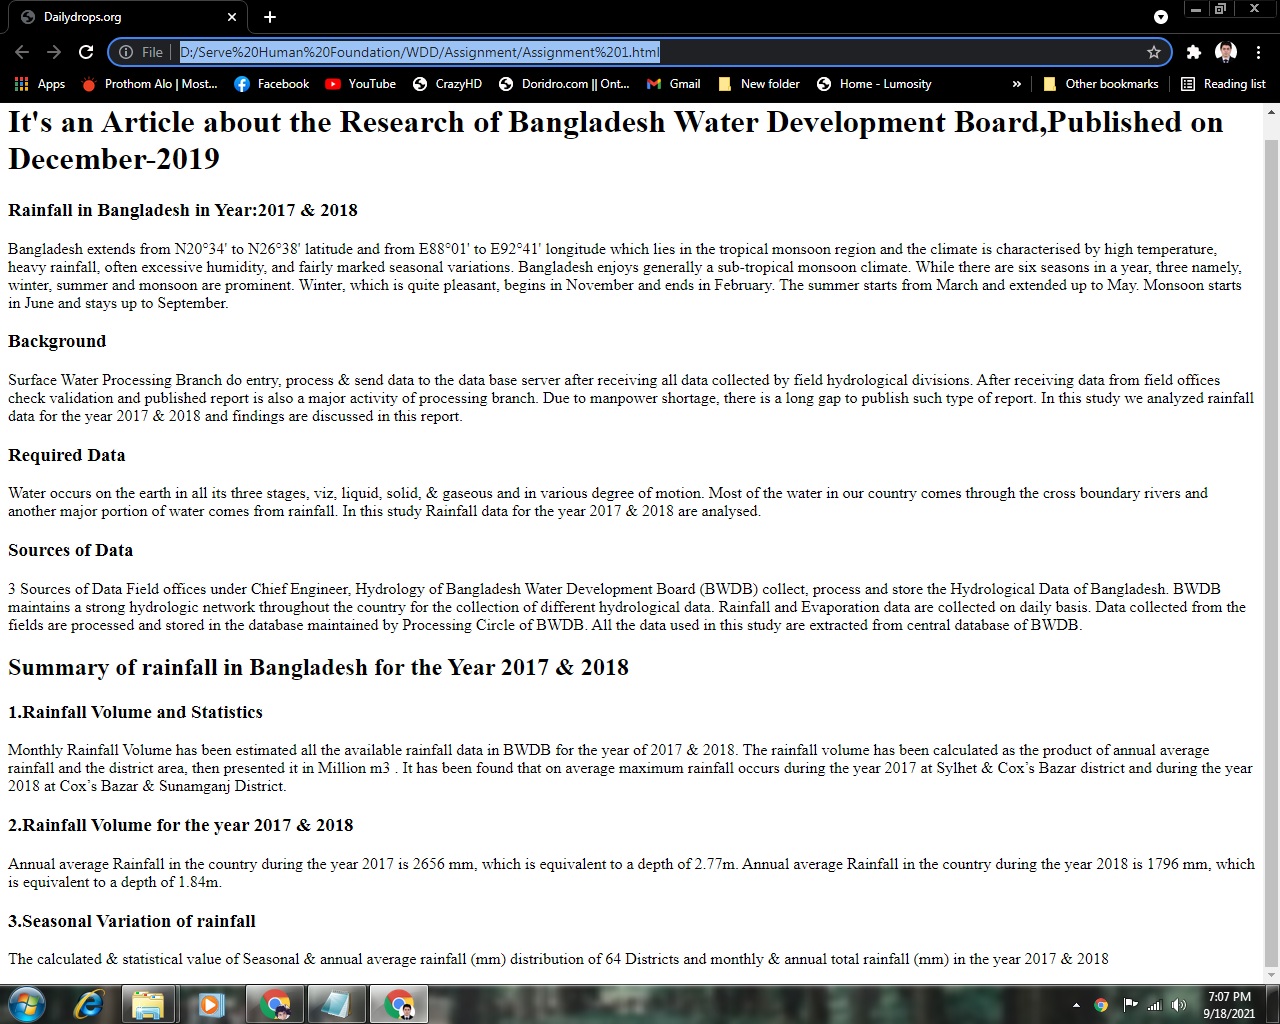 Dailydrops.org
File
D:/Serve%20Human%20Foundation/WDD/Assignment/Assignment%201.html
Apps Prothom Alo | Most... Facebook YouTube CrazyHD Doridro.com || Ont... Gmail New folder Home - Lumosity » Other bookmarks Reading list
It's an Article about the Research of Bangladesh Water Development Board,Published on
December-2019
Rainfall in Bangladesh in Year:2017 & 2018
Bangladesh extends from N20°34' to N26°38' latitude and from E88°01' to E92°41' longitude which lies in the tropical monsoon region and the climate is characterised by high temperature,
heavy rainfall, often excessive humidity, and fairly marked seasonal variations. Bangladesh enjoys generally a sub-tropical monsoon climate. While there are six seasons in a year, three namely,
winter, summer and monsoon are prominent. Winter, which is quite pleasant, begins in November and ends in February. The summer starts from March and extended up to May. Monsoon starts
in June and stays up to September.
Background
Surface Water Processing Branch do entry, process & send data to the data base server after receiving all data collected by field hydrological divisions. After receiving data from field offices
check validation and published report is also a major activity of processing branch. Due to manpower shortage, there is a long gap to publish such type of report. In this study we analyzed rainfall
data for the year 2017 & 2018 and findings are discussed in this report.
Required Data
Water occurs on the earth in all its three stages, viz, liquid, solid, & gaseous and in various degree of motion. Most of the water in our country comes through the cross boundary rivers and
another major portion of water comes from rainfall. In this study Rainfall data for the year 2017 & 2018 are analysed.
Sources of Data
3 Sources of Data Field offices under Chief Engineer, Hydrology of Bangladesh Water Development Board (BWDB) collect, process and store the Hydrological Data of Bangladesh. BWDB
maintains a strong hydrologic network throughout the country for the collection of different hydrological data. Rainfall and Evaporation data are collected on daily basis. Data collected from the
fields are processed and stored in the database maintained by Processing Circle of BWDB. All the data used in this study are extracted from central database of BWDB.
Summary of rainfall in Bangladesh for the Year 2017 & 2018
1.Rainfall Volume and Statistics
Monthly Rainfall Volume has been estimated all the available rainfall data in BWDB for the year of 2017 & 2018. The rainfall volume has been calculated as the product of annual average
rainfall and the district area, then presented it in Million m3 . It has been found that on average maximum rainfall occurs during the year 2017 at Sylhet & Cox’s Bazar district and during the year
2018 at Cox’s Bazar & Sunamganj District.
2.Rainfall Volume for the year 2017 & 2018
Annual average Rainfall in the country during the year 2017 is 2656 mm, which is equivalent to a depth of 2.77m. Annual average Rainfall in the country during the year 2018 is 1796 mm, which
is equivalent to a depth of 1.84m.
3.Seasonal Variation of rainfall
The calculated & statistical value of Seasonal & annual average rainfall (mm) distribution of 64 Districts and monthly & annual total rainfall (mm) in the year 2017 & 2018
7:07 PM
9/18/2021